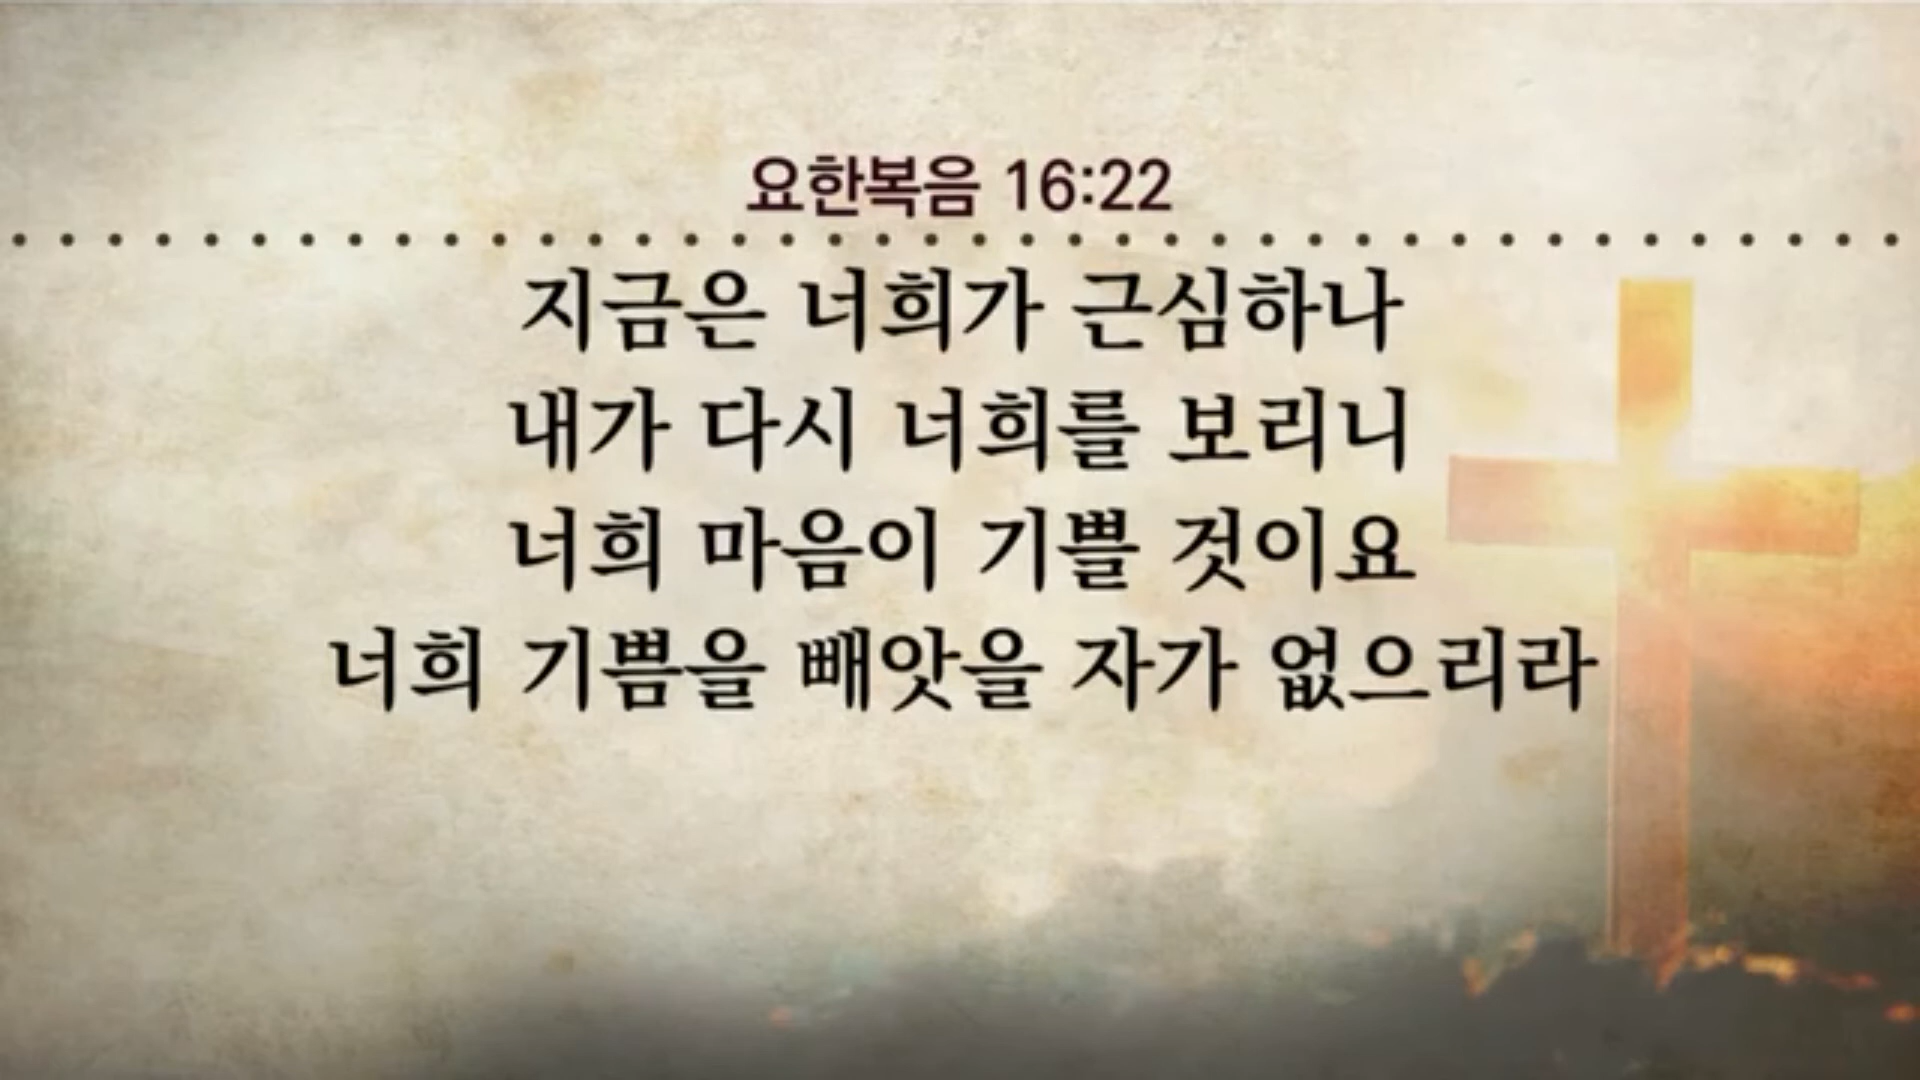 요한복음 16:22
지금은 너희가 근심하나
내가 다시 너희를 보리니
너희 마음이 기쁠 것이요
너희 기쁨을 빼앗을 자가 없으리라